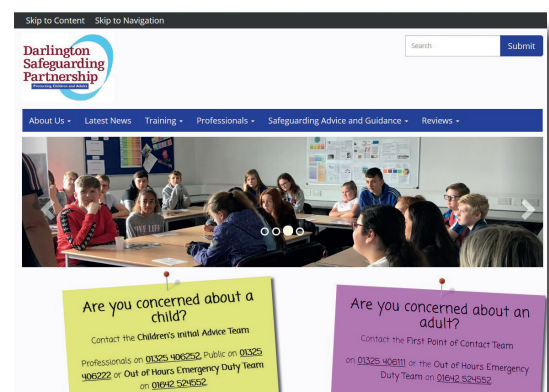 Skip to Content Skip to Navigation
Darlington
Safeguarding
Partnership
Protecting Children and Adults
Search
Submit
About Us Latest News Training Professionals Safeguarding Advice and Guidance Reviews
Are you concerned about a
child?
Contact the Children's Initial Advice Team
Professionals on 01325 406252, Public on 01325
406222 or Out of Hours Emergency Duty Team
on 01642 524552
Are you concerned about an
adult?
Contact the First Point of Contact Team
on 01325 406111 or the Out of Hours Emergency
Duty Team on 01642 524552